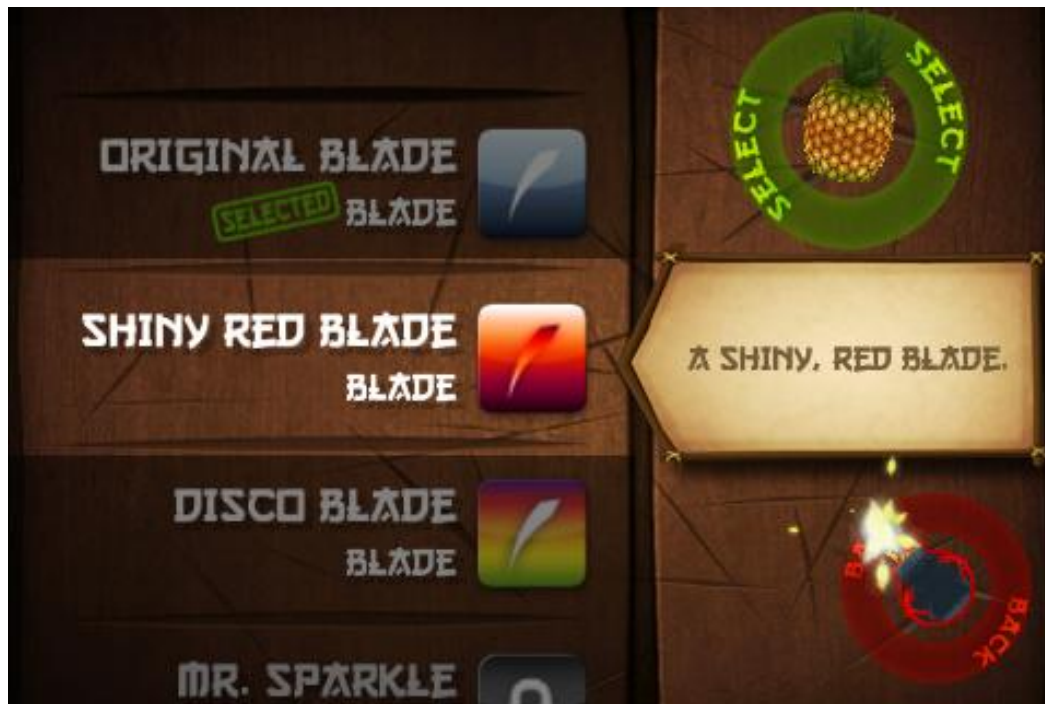 ORIGINAL BLADE
SELECTED BLADE
SHINY RED BLADE
BLADE
DISCO BLADE
BLADE
MR. SPARKLE
SELECT
SELECT
A SHINY, RED BLADE.
BACK